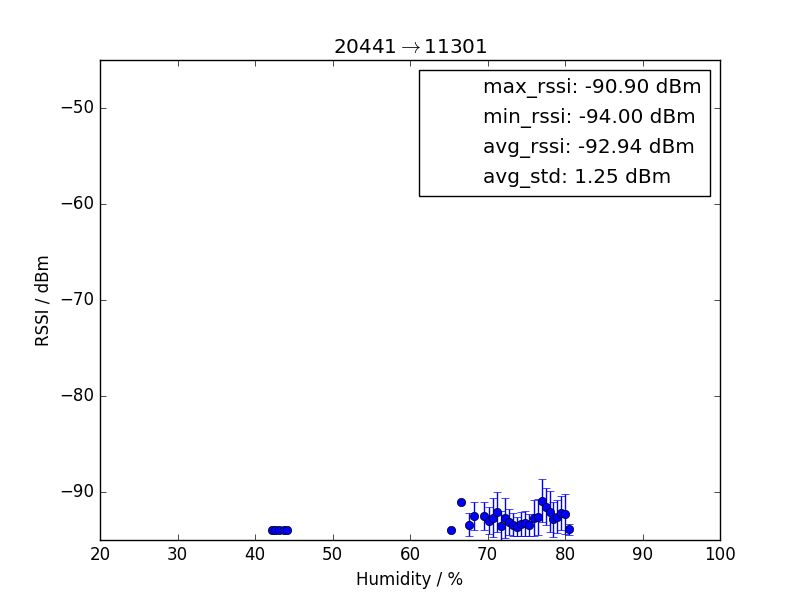 20441→11301
max_rssi: -90.90 dBm
min_rssi: -94.00 dBm
avg_rssi: -92.94 dBm
avg_std: 1.25 dBm
−50
−60
−70
−80
−90
RSSI / dBm
20 30 40 50 60 70 80 90 100
Humidity / %